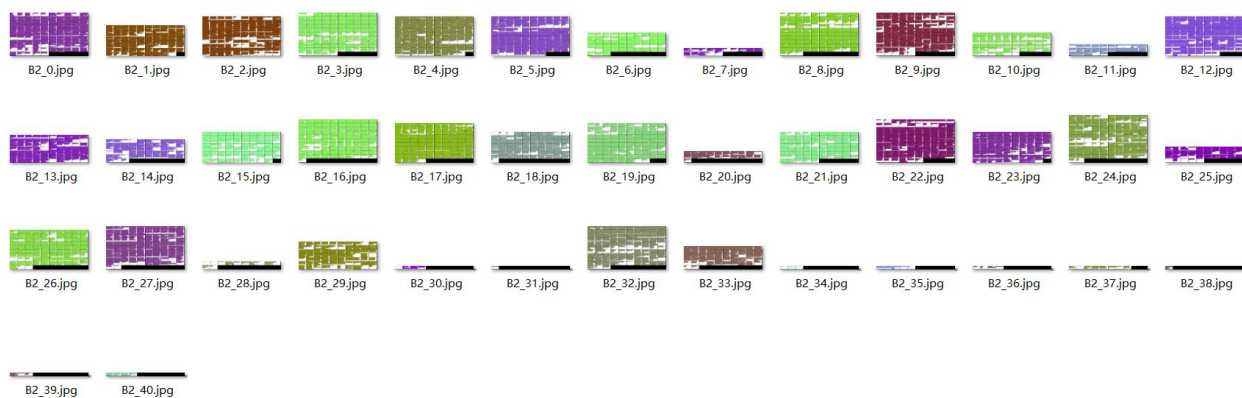 B2_0.jpg B2_1.jpg B2_2.jpg B2_3.jpg B2_4.jpg B2_5.jpg B2_6.jpg B2_7.jpg B2_8.jpg B2_9.jpg B2_10.jpg B2_11.jpg B2_12.jpg
B2_13.jpg B2_14.jpg B2_15.jpg B2_16.jpg B2_17.jpg B2_18.jpg B2_19.jpg B2_20.jpg B2_21.jpg B2_22.jpg B2_23.jpg B2_24.jpg B2_25.jpg
B2_26.jpg B2_27.jpg B2_28.jpg B2_29.jpg B2_30.jpg B2_31.jpg B2_32.jpg B2_33.jpg B2_34.jpg B2_35.jpg B2_36.jpg B2_37.jpg B2_38.jpg
B2_39.jpg B2_40.jpg